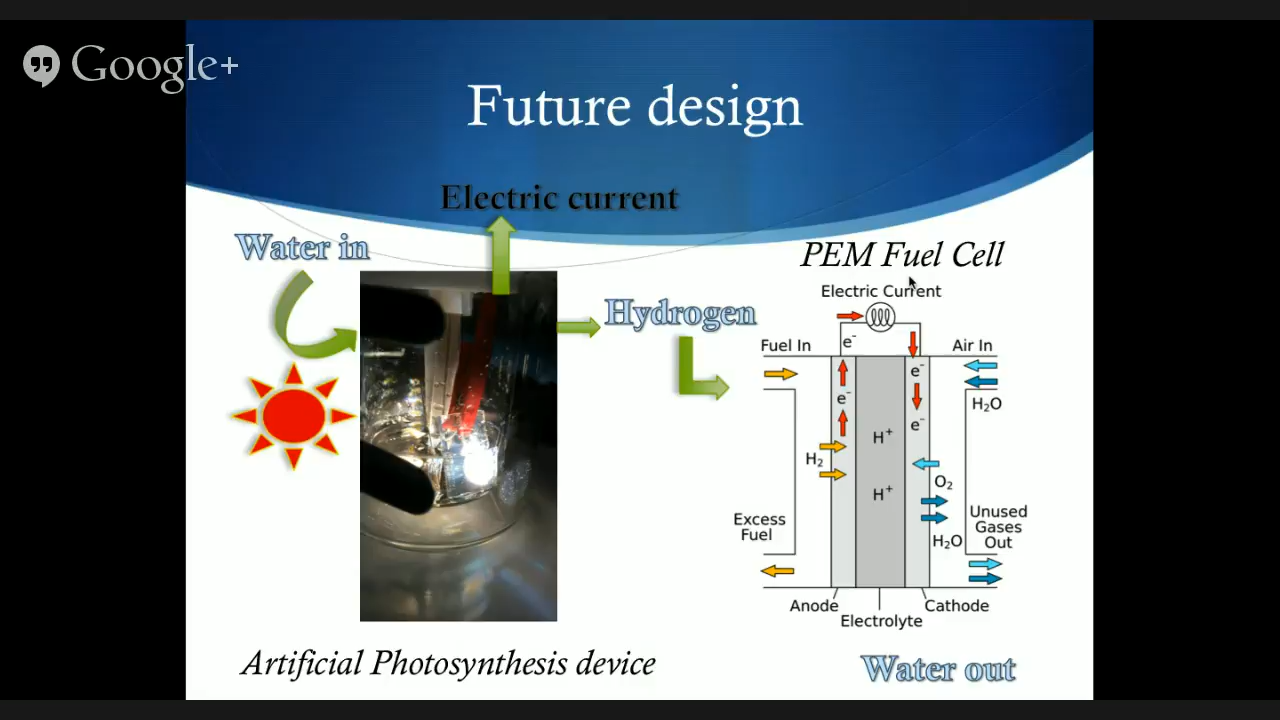 Google+
Future design
Electric current
Water in
PEM Fuel Cell
Electric Current
Hydrogen
e-
Fuel In
Air In
e-
e-
H2O
e-
H+
H2
O2
H+
Excess
Fuel
Unused
Gases
Out
H2O
Anode
Cathode
Electrolyte
Artificial Photosynthesis device
Water out